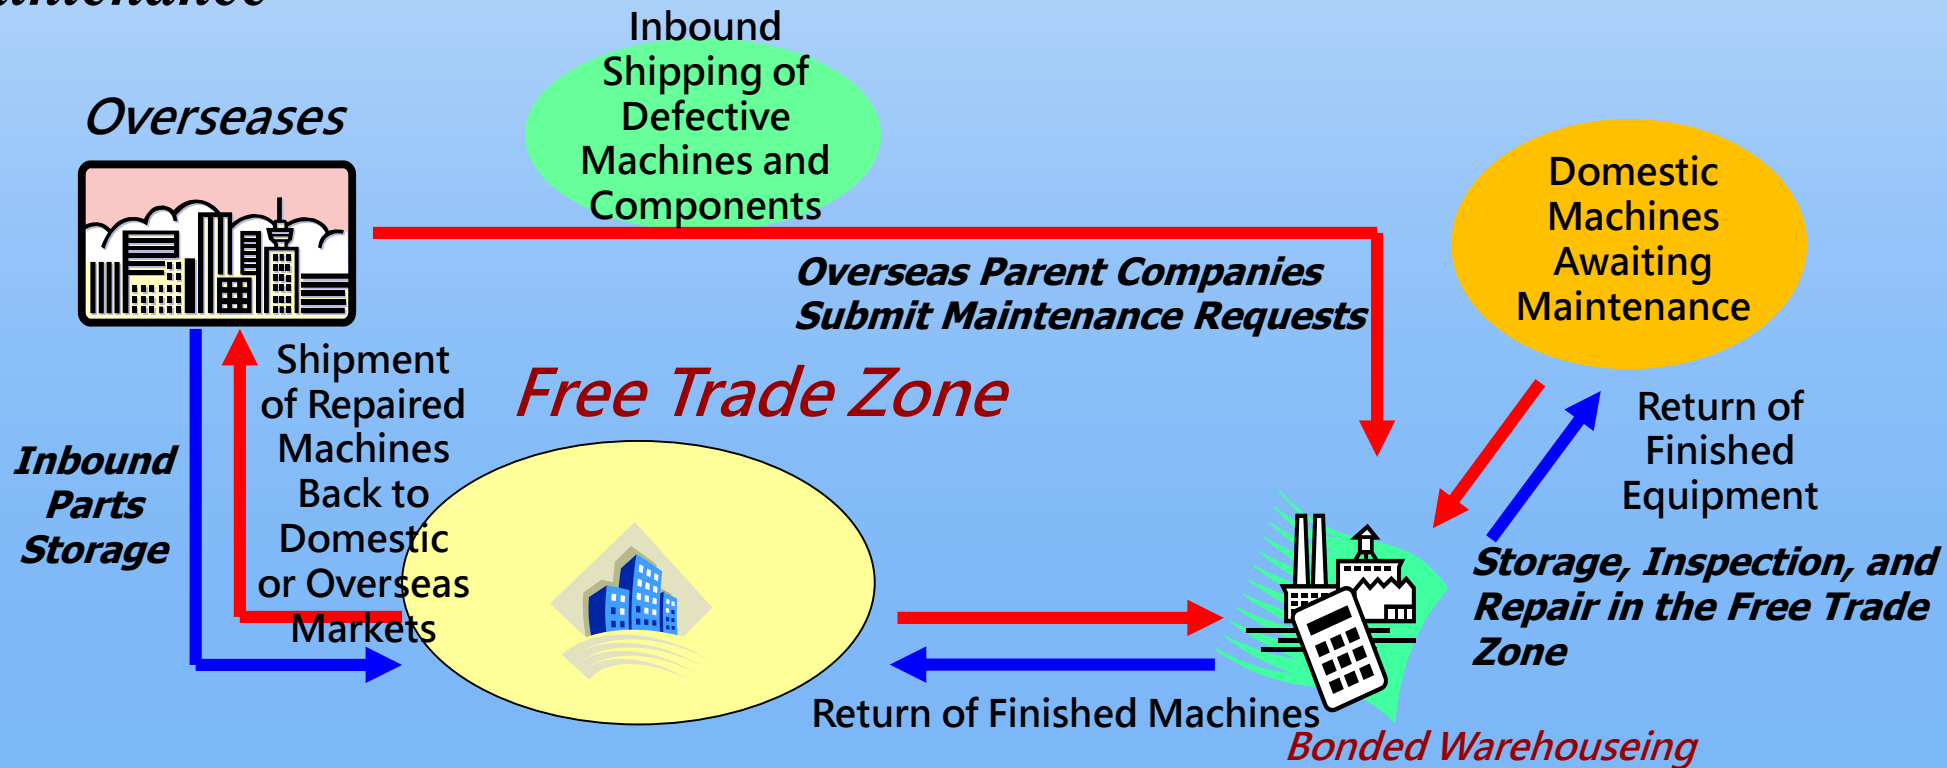 Inbound
Shipping of
Defective
Machines and
Components
Overseases
Domestic
Machines
Awaiting
Maintenance
Overseas Parent Companies
Submit Maintenance Requests
Shipment
of Repaired
Machines
Back to
Domestic
or Overseas
Markets
Free Trade Zone
Inbound
Parts
Storage
Return of
Finished
Equipment
Storage, Inspection, and
Repair in the Free Trade
Zone
Return of Finished Machines
Bonded Warehouseing